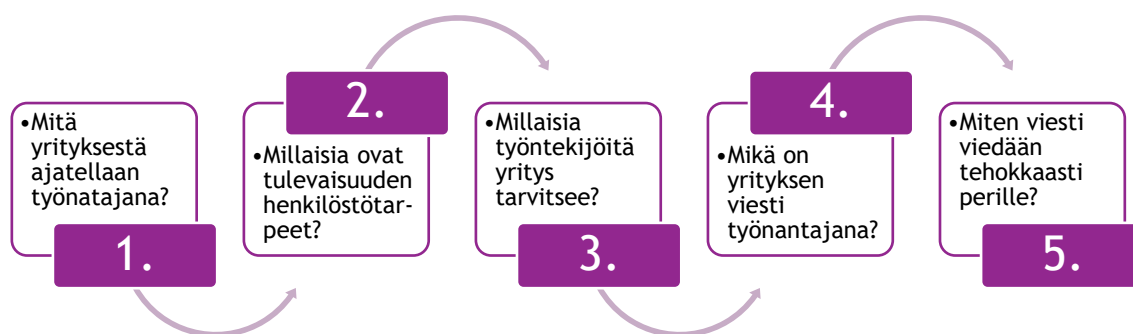 •Mitä
yrityksestä
ajatellaan
työnatajana?
1.
2.
•Millaisia ovat
tulevaisuuden
henkilöstötar-
peet?
•Millaisia
työntekijöitä
yritys
tarvitsee?
3.
4.
•Mikä on
yrityksen
viesti
työnantajana?
•Miten viesti
viedään
tehokkaasti
perille?
5.